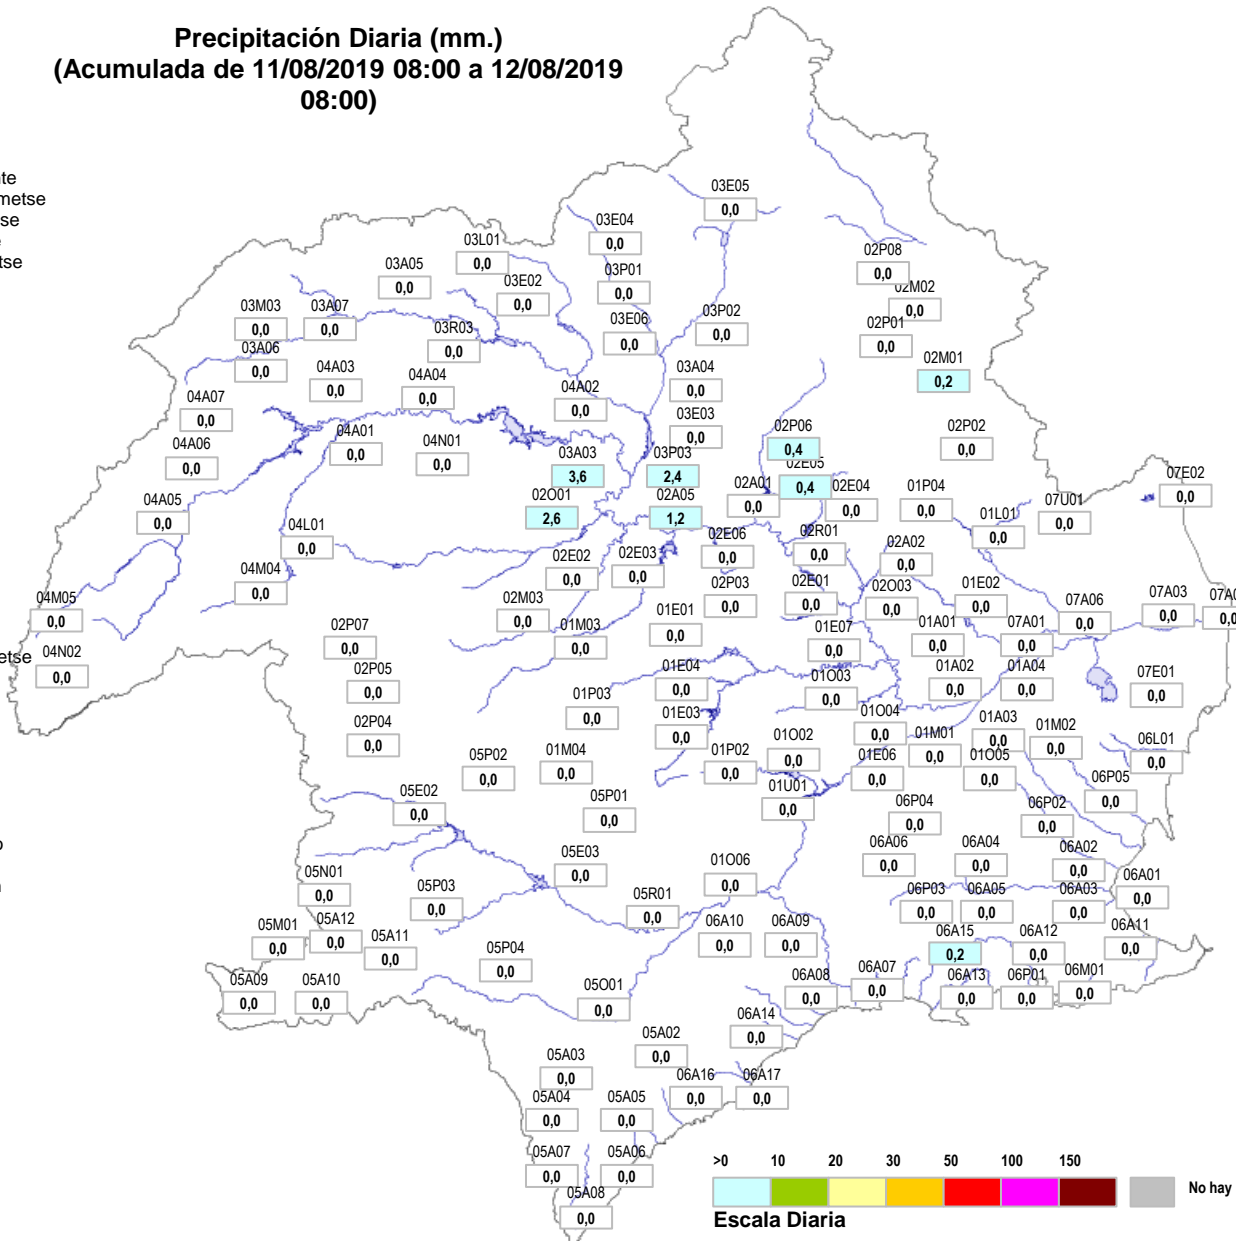 Precipitación Diaria (mm.)
(Acumulada de 11/08/2019 08:00 a 12/08/2019
08:00)
te
metse
se
e
tse
03E05
0,0
03E04
0,0
03L01
0,0
02P08
0,0
03A05
0,0
03E02
0,0
03P01
0,0
02M02
0,0
03M03
0,0
03A07
0,0
03R03
0,0
03E06
0,0
03P02
0,0
02P01
0,0
03A06
0,0
04A03
0,0
04A04
0,0
03A04
0,0
02M01
0,2
04A07
0,0
04A02
0,0
03E03
0,0
02P06
0,4
02P02
0,0
04A06
0,0
04A01
0,0
04N01
0,0
03A03
3,6
03P03
2,4
02E05
0,4
07E02
0,0
04A05
0,0
02O01
2,6
02A05
1,2
02A01
0,0
02E04
0,0
01P04
0,0
01L01
0,0
07U01
0,0
04L01
0,0
02E02
0,0
02E03
0,0
02E06
0,0
02R01
0,0
02A02
0,0
04M04
0,0
04M05
0,0
02M03
0,0
01E01
0,0
02P03
0,0
02E01
0,0
02O03
0,0
01E02
0,0
07A06
0,0
07A03
0,0
07A0
0,0
02P07
0,0
01M03
0,0
01E07
0,0
01A01
0,0
07A01
0,0
etse
04N02
0,0
02P05
0,0
01P03
0,0
01E04
0,0
01O03
0,0
01A02
0,0
01A04
0,0
07E01
0,0
02P04
0,0
01E03
0,0
01O04
0,0
01M01
0,0
01A03
0,0
01M02
0,0
06L01
0,0
05P02
0,0
01M04
0,0
01P02
0,0
01O02
0,0
01E06
0,0
01O05
0,0
06P05
0,0
05E02
0,0
05P01
0,0
01U01
0,0
06P04
0,0
06P02
0,0
o
05E03
0,0
01O06
0,0
06A06
0,0
06A04
0,0
06A02
0,0
n
05N01
0,0
05P03
0,0
05R01
0,0
06P03
0,0
06A05
0,0
06A03
0,0
06A01
0,0
05M01
0,0
05A12
0,0
05A11
0,0
06A10
0,0
06A09
0,0
06A15
0,2
06A12
0,0
06A11
0,0
05A09
0,0
05A10
0,0
05P04
0,0
05O01
0,0
06A08
0,0
06A07
0,0
06A13
0,0
06P01
0,0
06M01
0,0
06A14
0,0
05A02
0,0
05A03
0,0
06A16
0,0
06A17
0,0
05A04
0,0
05A05
0,0
05A07
0,0
05A06
0,0
05A08
0,0
>0 10 20 30 50 100 150
No hay
Escala Diaria